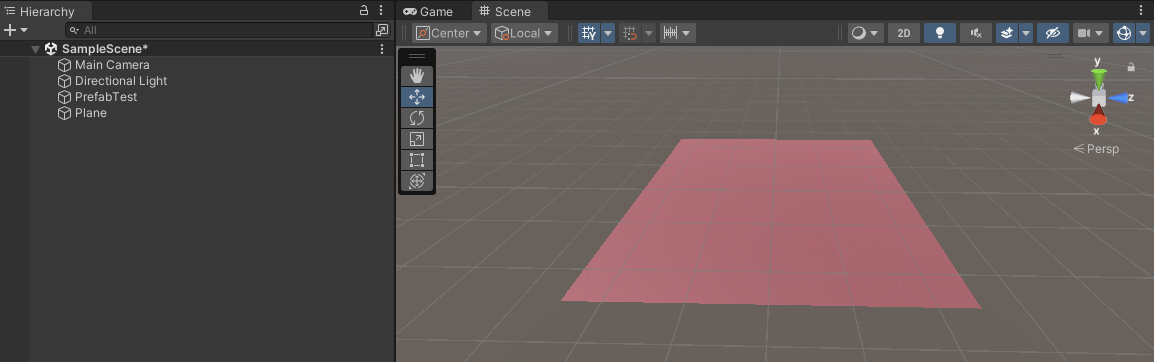 Hierarchy
All
SampleScene*
Main Camera
Directional Light
PrefabTest
Plane
Game
Scene
Center
Local
2D
y
z
x
Persp